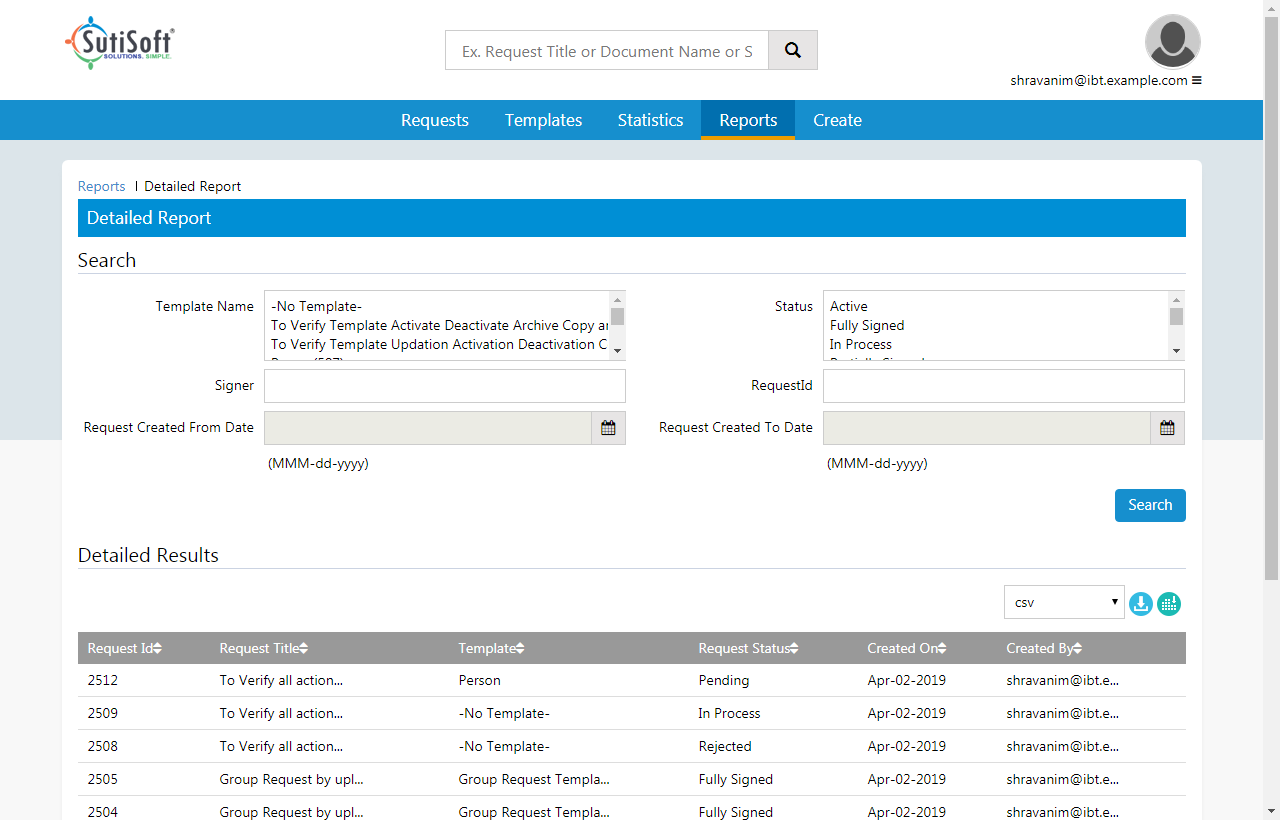 SutiSoft®
SOLUTIONS. SIMPLE.
Ex. Request Title or Document Name or S
shravanim@ibt.example.com
Requests Templates Statistics Reports Create
Reports | Detailed Report
Detailed Report
Search
Template Name
-No Template-
To Verify Template Activate Deactivate Archive Copy a
To Verify Template Updation Activation Deactivation C
Status
Active
Fully Signed
In Process
Signer
RequestId
Request Created From Date
(MMM-dd-yyyy)
Request Created To Date
(MMM-dd-yyyy)
Search
Detailed Results
csv
Request Id Request Title Template Request Status Created On Created By
2512 To Verify all action... Person Pending Apr-02-2019 shravanim@ibt.e...
2509 To Verify all action... -No Template- In Process Apr-02-2019 shravanim@ibt.e...
2508 To Verify all action... -No Template- Rejected Apr-02-2019 shravanim@ibt.e...
2505 Group Request by upl... Group Request Templa... Fully Signed Apr-02-2019 shravanim@ibt.e...
2504 Group Request by upl... Group Request Templa... Fully Signed Apr-02-2019 shravanim@ibt.e...